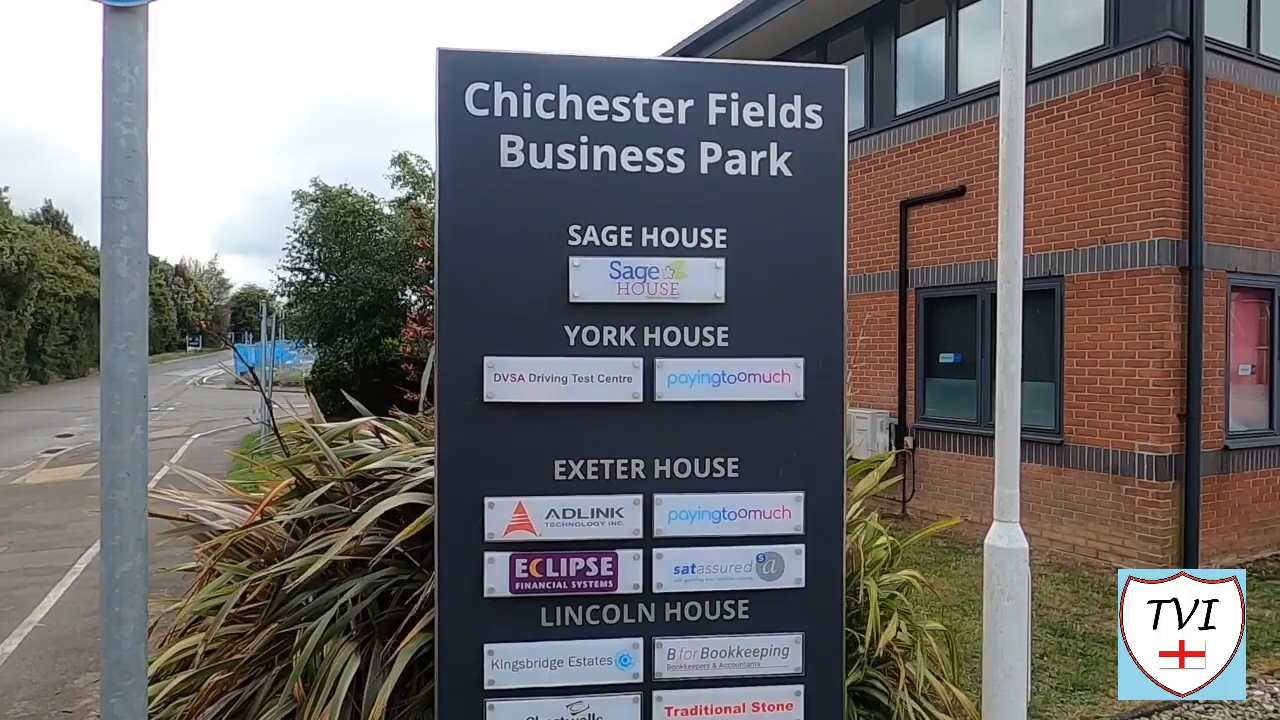 Chichester Fields
Business Park
SAGE HOUSE
Sage
HOUSE
YORK HOUSE
DVSA Driving Test Centre
payingtoomuch
EXETER HOUSE
ADLINK
TECHNOLOGY INC.
payingtoomuch
ECLIPSE
FINANCIAL SYSTEMS
satassured
LINCOLN HOUSE
Kingsbridge Estates
B for Bookkeeping
Bookkeepers & Accountants
Traditional Stone
TVI